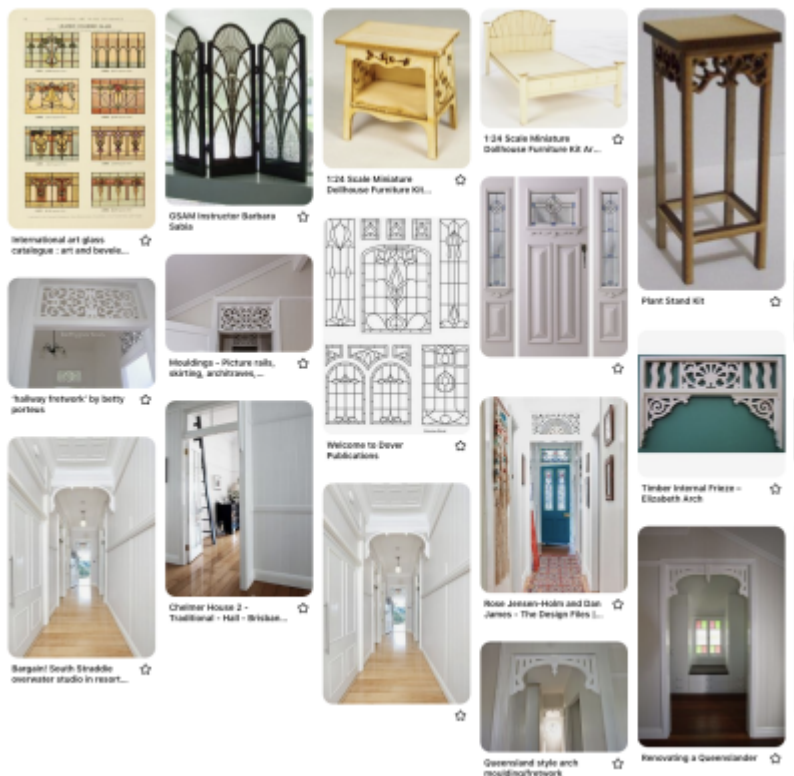 International art glass
catalogue : art and bevele...
'hallway fretwork' by betty
porteus
Bargain! South Straddie
overwater studio in resort...
GSAM Instructor Barbara
Sabia
Mouldings - Picture rails,
skirting, architraves,...
Chelmer House 2 -
Traditional - Hall - Brisban...
1:24 Scale Miniature
Dollhouse Furniture Kit...
Welcome to Dover
Publications
1:24 Scale Miniature
Dollhouse Furniture Kit Ar...
Rose Jensen-Holm and Dan
James - The Design Files |...
Queensland style arch
moulding/fretwork
Plant Stand Kit
Timber Internal Frieze -
Elizabeth Arch
Renovating a Queenslander